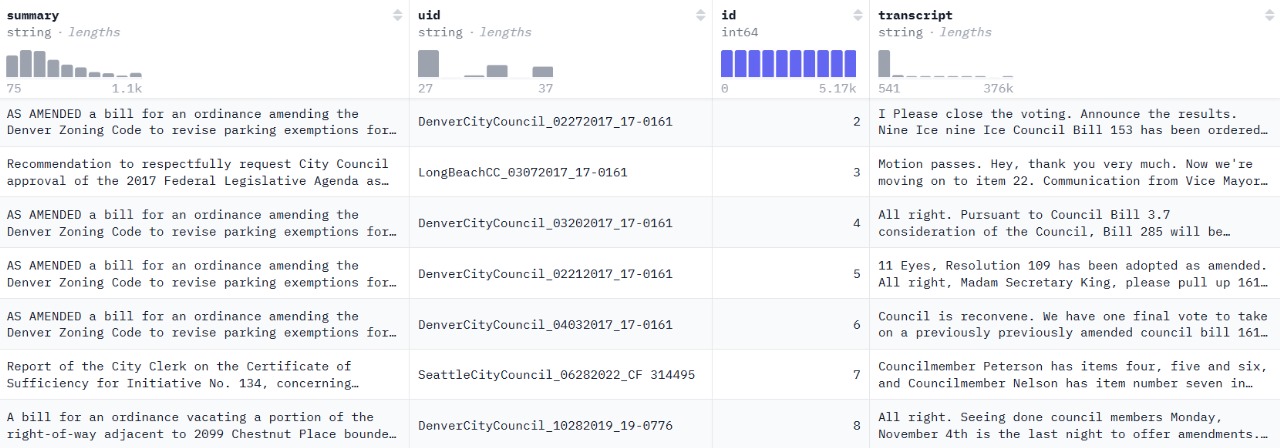 summary
string · lengths
75 1.1k
uid
string · lengths
27 37
id
int64
0 5.17k
transcript
string · lengths
541 376k
AS AMENDED a bill for an ordinance amending the
Denver Zoning Code to revise parking exemptions for…
DenverCityCouncil_02272017_17-0161
2
I Please close the voting. Announce the results.
Nine Ice nine Ice Council Bill 153 has been ordered…
Recommendation to respectfully request City Council
approval of the 2017 Federal Legislative Agenda as…
LongBeachCC_03072017_17-0161
3
Motion passes. Hey, thank you very much. Now we're
moving on to item 22. Communication from Vice Mayor…
AS AMENDED a bill for an ordinance amending the
Denver Zoning Code to revise parking exemptions for…
DenverCityCouncil_03202017_17-0161
4
All right. Pursuant to Council Bill 3.7
consideration of the Council, Bill 285 will be…
AS AMENDED a bill for an ordinance amending the
Denver Zoning Code to revise parking exemptions for…
DenverCityCouncil_02212017_17-0161
5
11 Eyes, Resolution 109 has been adopted as amended.
All right, Madam Secretary King, please pull up 161…
AS AMENDED a bill for an ordinance amending the
Denver Zoning Code to revise parking exemptions for…
DenverCityCouncil_04032017_17-0161
6
Council is reconvene. We have one final vote to take
on a previously previously amended council bill 161…
Report of the City Clerk on the Certificate of
Sufficiency for Initiative No. 134, concerning…
SeattleCityCouncil_06282022_CF 314495
7
Councilmember Peterson has items four, five and six,
and Councilmember Nelson has item number seven in…
A bill for an ordinance vacating a portion of the
right-of-way adjacent to 2099 Chestnut Place bounde…
DenverCityCouncil_10282019_19-0776
8
All right. Seeing done council members Monday,
November 4th is the last night to offer amendments.…